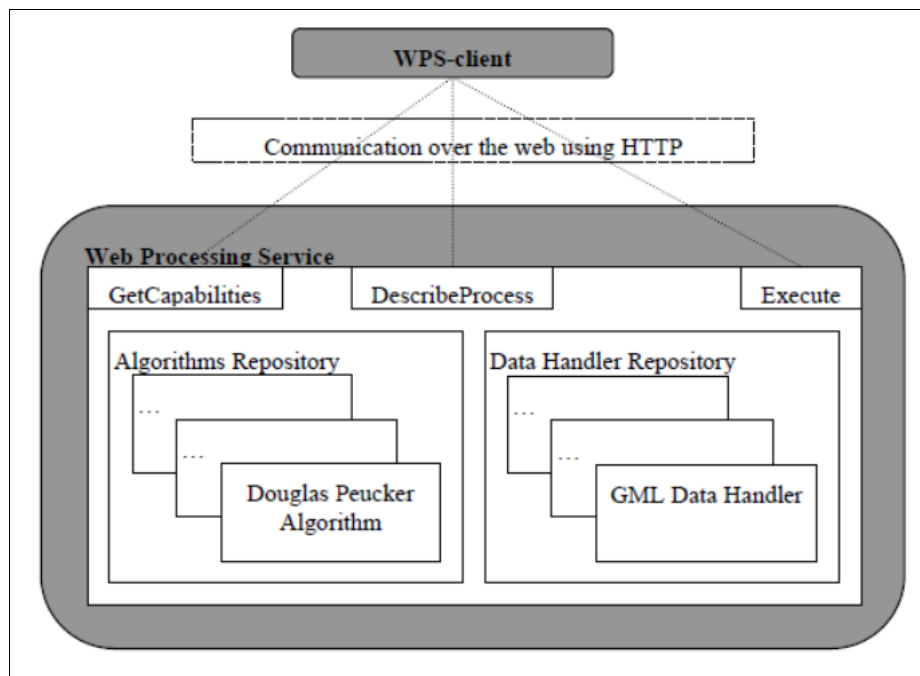 WPS-client
Communication over the web using HTTP
Web Processing Service
GetCapabilities
DescribeProcess
Execute
Algorithms Repository
...
...
Douglas Peucker
Algorithm
Data Handler Repository
...
...
GML Data Handler